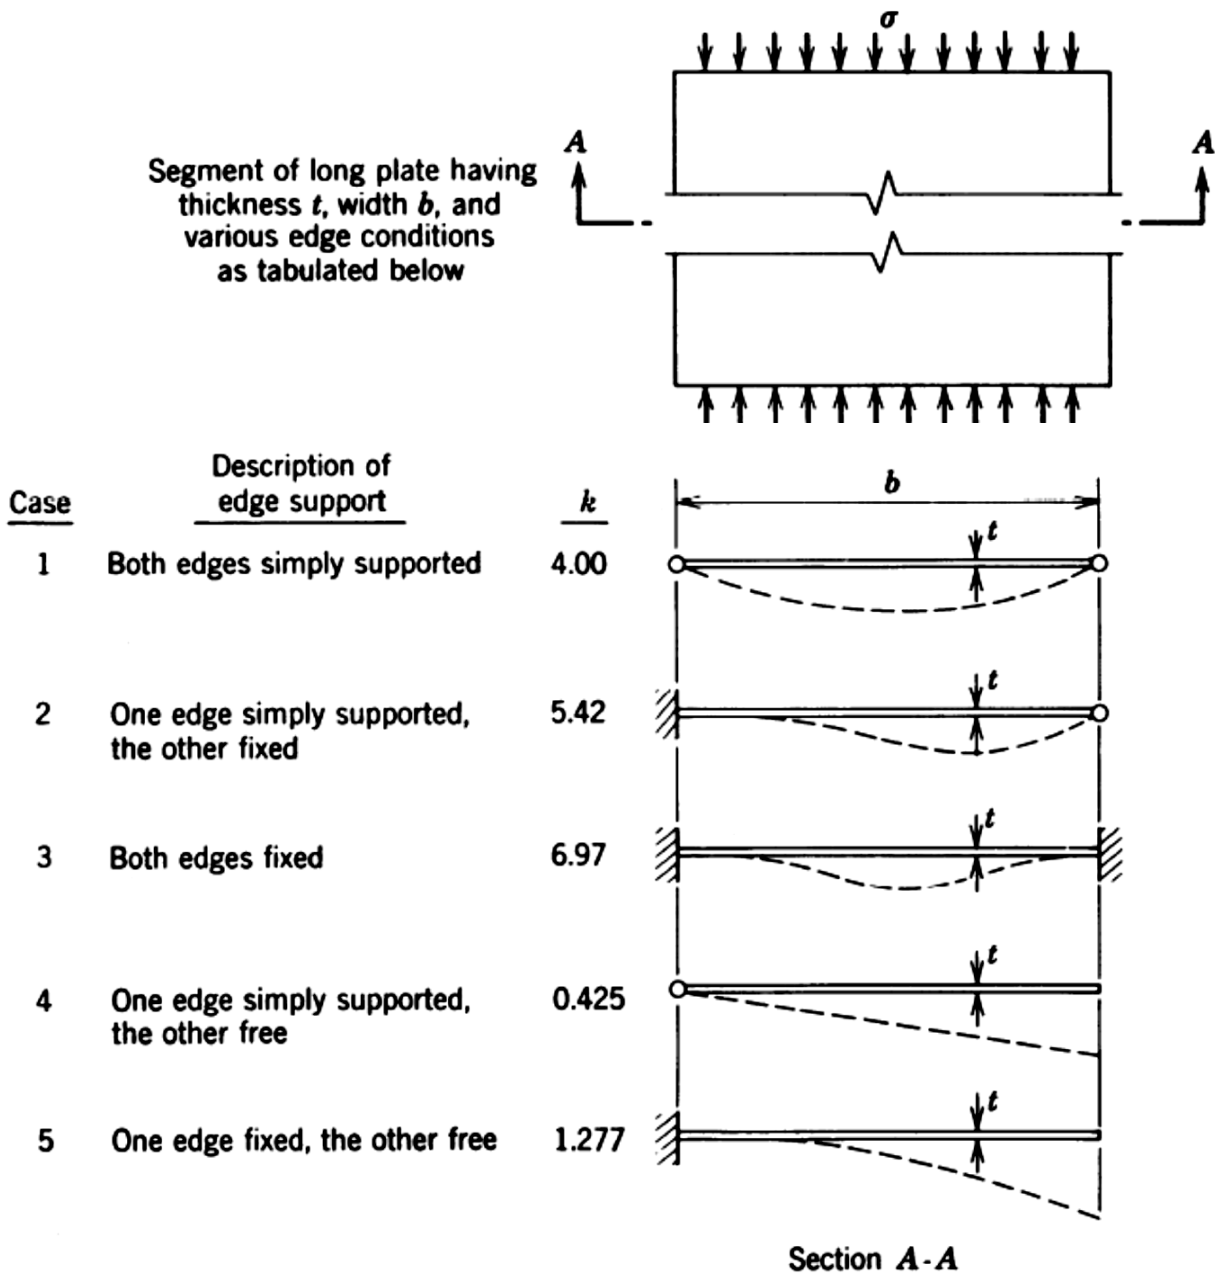 σ
A
A
Segment of long plate having
thickness t, width b, and
various edge conditions
as tabulated below
Description of
Case edge support k
b
1 Both edges simply supported 4.00
t
2 One edge simply supported, 5.42
the other fixed
t
3 Both edges fixed 6.97
t
4 One edge simply supported, 0.425
the other free
t
5 One edge fixed, the other free 1.277
t
Section A-A